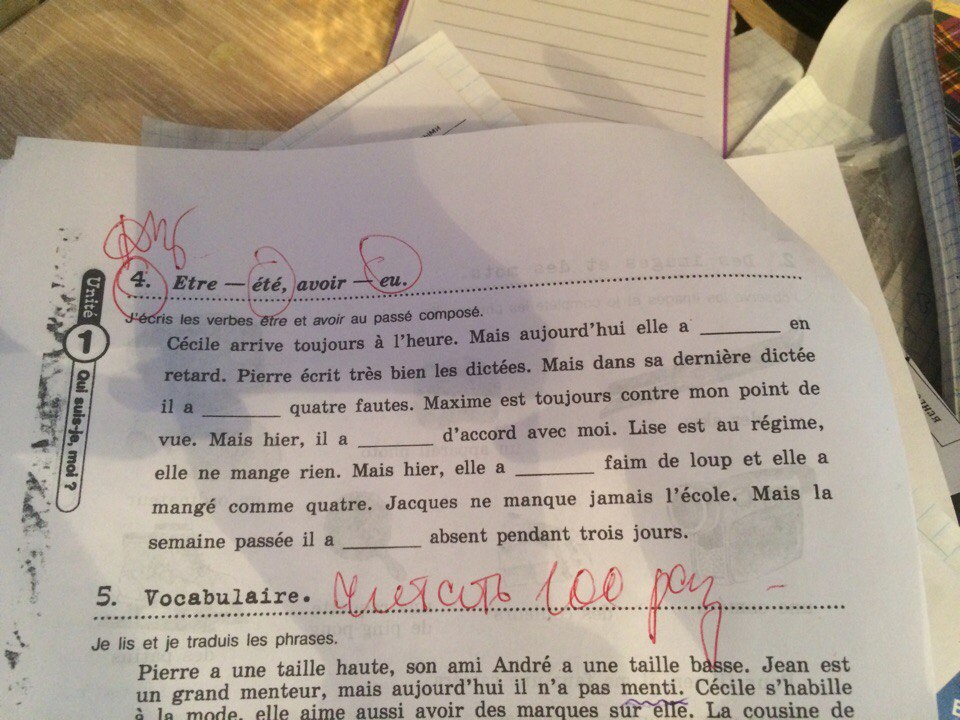 4. Etre — été, avoir — eu.
J'écris les verbes être et avoir au passé composé.
Cécile arrive toujours à l'heure. Mais aujourd'hui elle a ________ en
retard. Pierre écrit très bien les dictées. Mais dans sa dernière dictée
il a ________ quatre fautes. Maxime est toujours contre mon point de
vue. Mais hier, il a ________ d'accord avec moi. Lise est au régime,
elle ne mange rien. Mais hier, elle a ________ faim de loup et elle a
mangé comme quatre. Jacques ne manque jamais l'école. Mais la
semaine passée il a ________ absent pendant trois jours.
Unité
1
Qui suis-je, moi ?
5. Vocabulaire. Читать 100 раз
Je lis et je traduis les phrases.
Pierre a une taille haute, son ami André a une taille basse. Jean est
un grand menteur, mais aujourd'hui il n'a pas menti. Cécile s'habille
à la mode, elle aime aussi avoir des marques sur elle. La cousine de